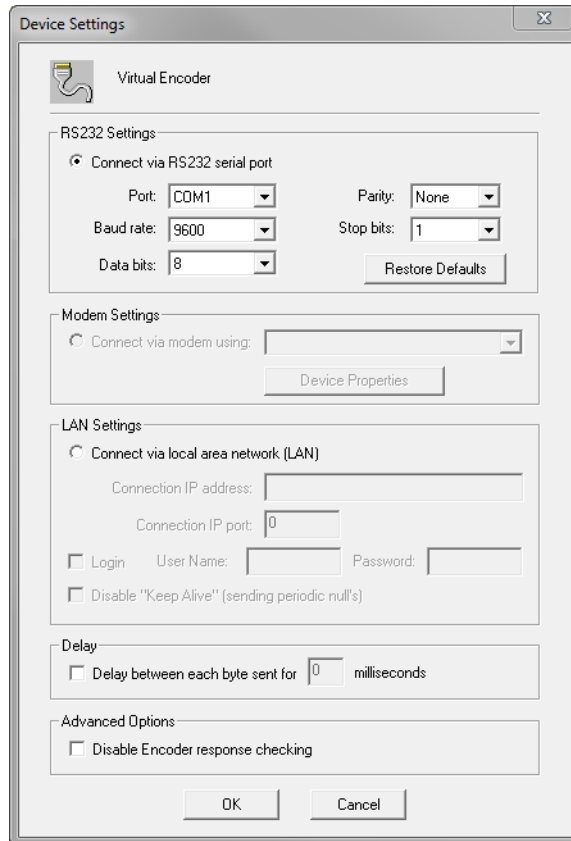 Device Settings
Virtual Encoder
RS232 Settings
Connect via RS232 serial port
Port: COM1 Parity: None
Baud rate: 9600 Stop bits: 1
Data bits: 8 Restore Defaults
Modem Settings
Connect via modem using:
Device Properties
LAN Settings
Connect via local area network (LAN)
Connection IP address:
Connection IP port: 0
Login User Name: Password:
Disable "Keep Alive" (sending periodic null's)
Delay
Delay between each byte sent for 0 milliseconds
Advanced Options
Disable Encoder response checking
OK Cancel